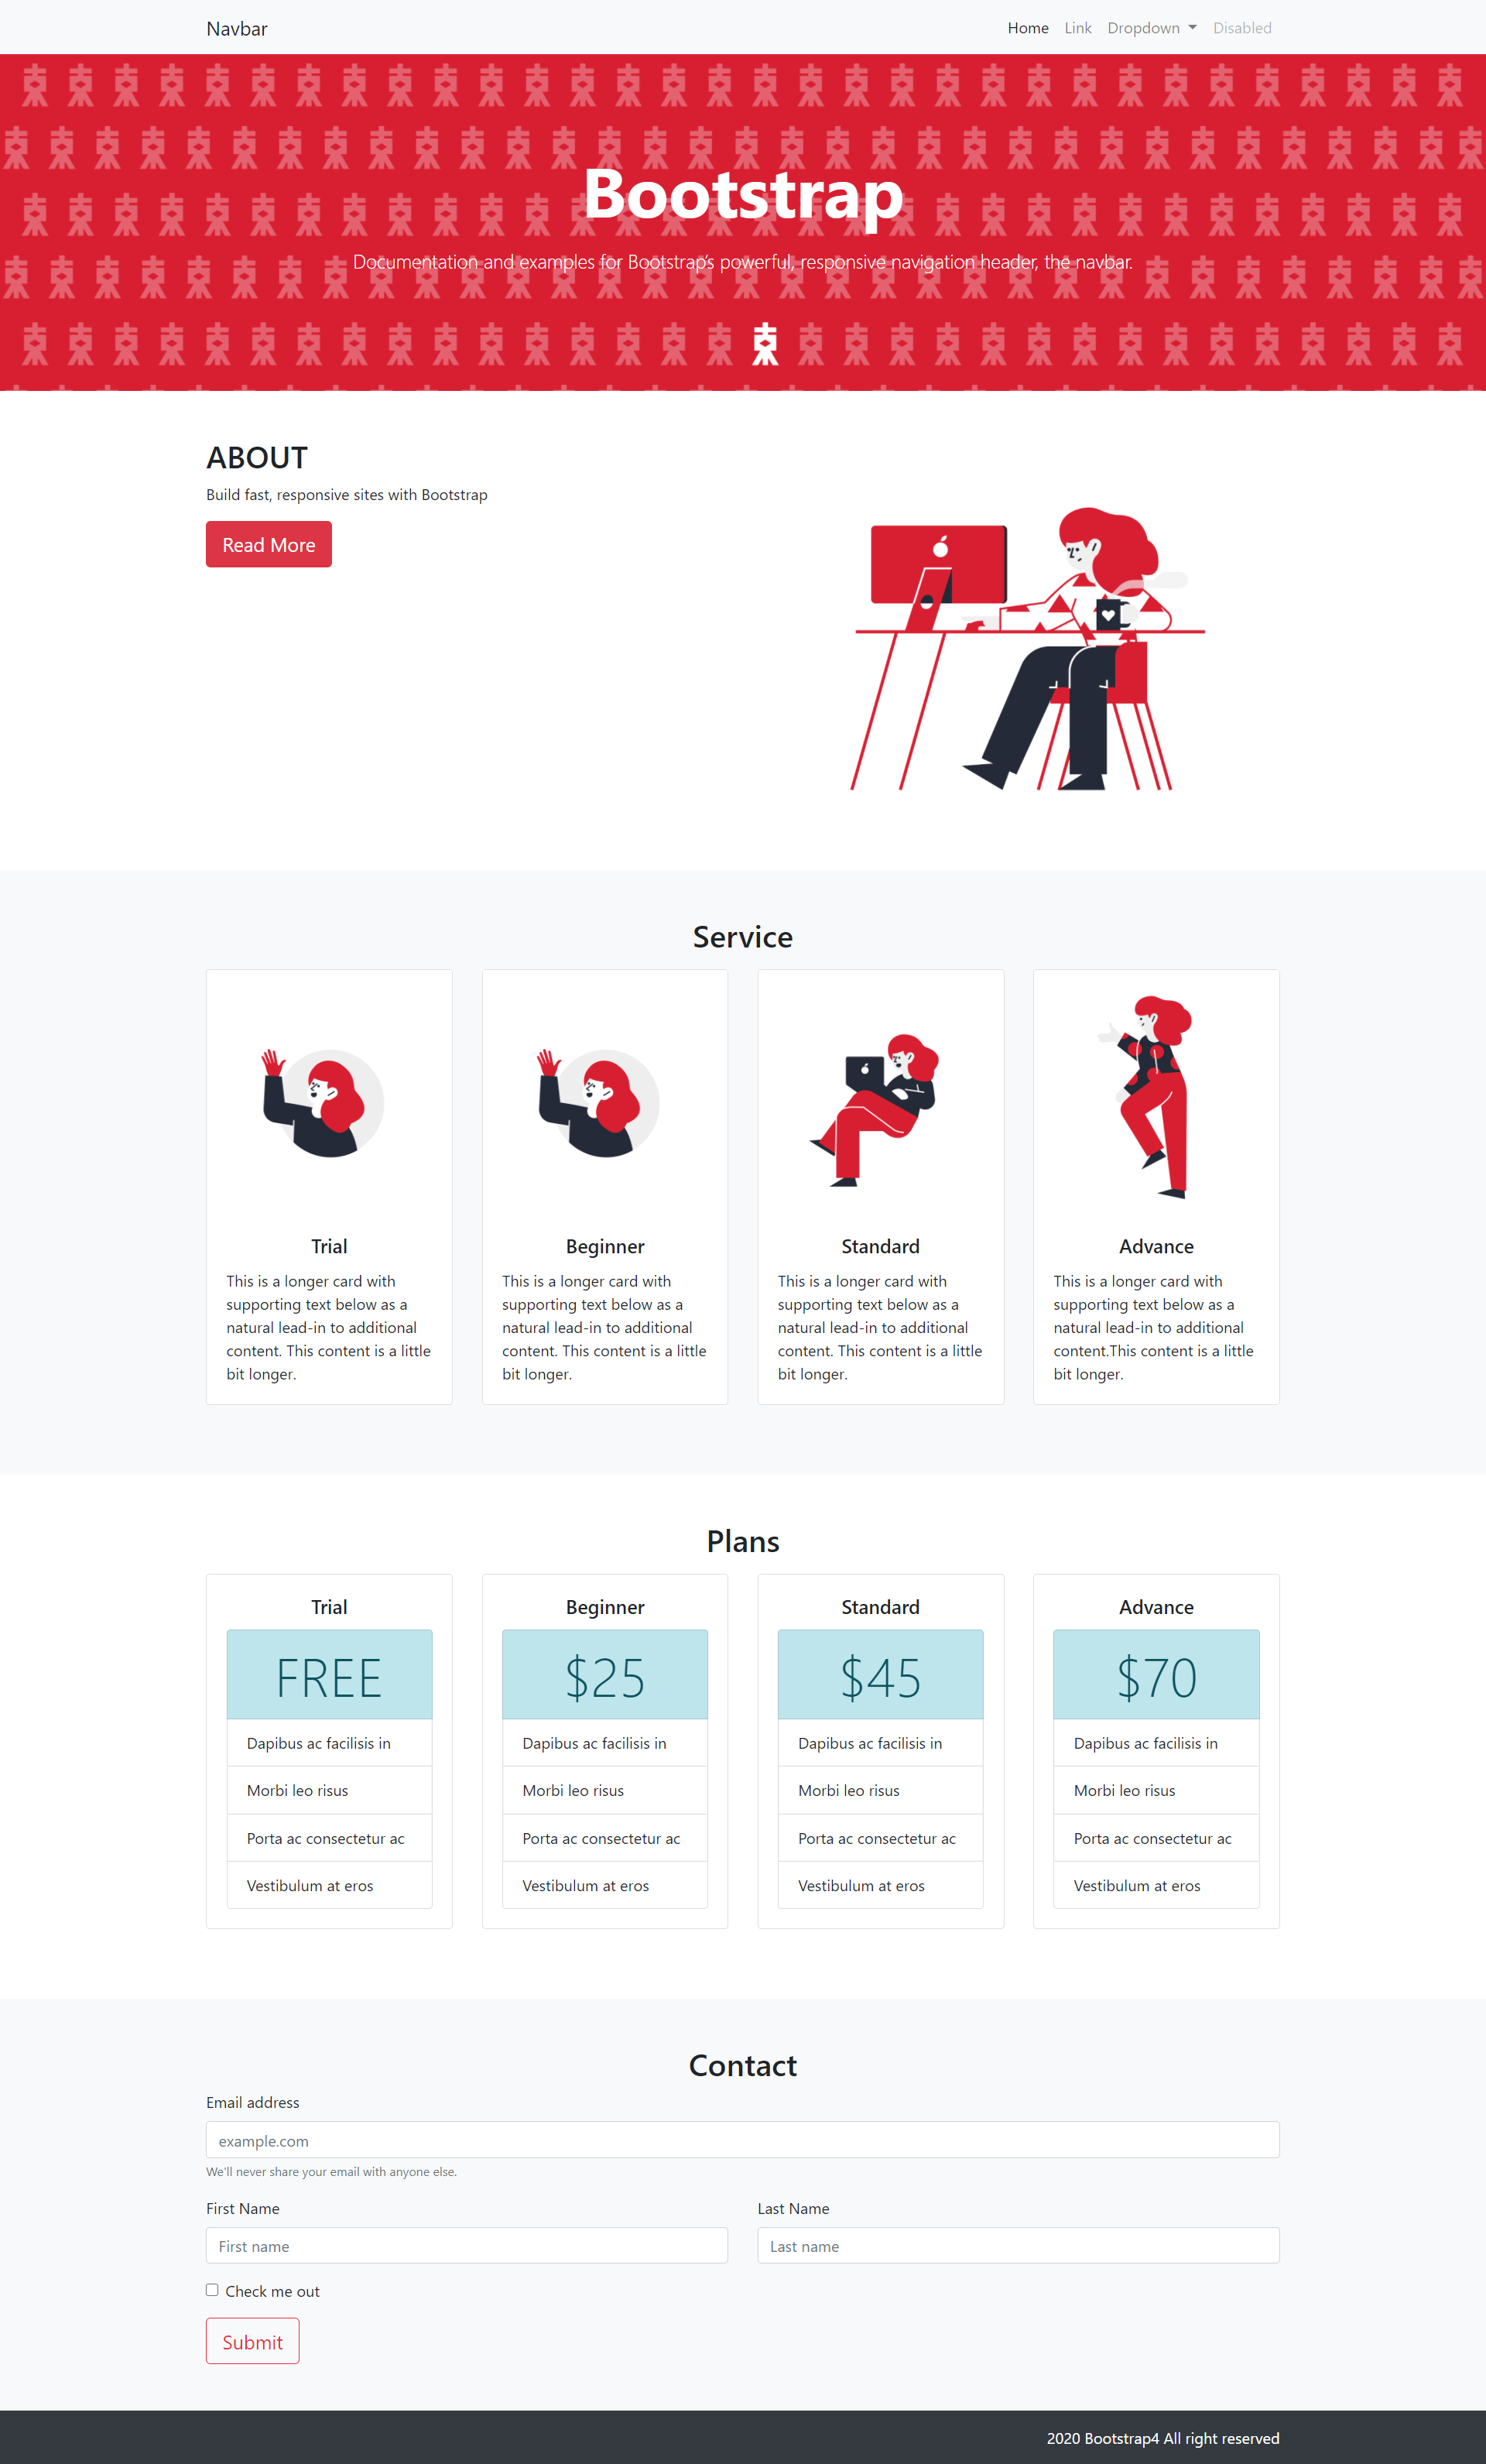 Navbar
Home Link Dropdown Disabled
Bootstrap
Documentation and examples for Bootstrap's powerful, responsive navigation header, the navbar.
ABOUT
Build fast, responsive sites with Bootstrap
Read More
Service
Trial
This is a longer card with
supporting text below as a
natural lead-in to additional
content. This content is a little
bit longer.
Beginner
This is a longer card with
supporting text below as a
natural lead-in to additional
content. This content is a little
bit longer.
Standard
This is a longer card with
supporting text below as a
natural lead-in to additional
content. This content is a little
bit longer.
Advance
This is a longer card with
supporting text below as a
natural lead-in to additional
content.This content is a little
bit longer.
Plans
Trial
FREE
Dapibus ac facilisis in
Morbi leo risus
Porta ac consectetur ac
Vestibulum at eros
Beginner
$25
Dapibus ac facilisis in
Morbi leo risus
Porta ac consectetur ac
Vestibulum at eros
Standard
$45
Dapibus ac facilisis in
Morbi leo risus
Porta ac consectetur ac
Vestibulum at eros
Advance
$70
Dapibus ac facilisis in
Morbi leo risus
Porta ac consectetur ac
Vestibulum at eros
Contact
Email address
example.com
We'll never share your email with anyone else.
First Name
First name
Last Name
Last name
Check me out
Submit
2020 Bootstrap4 All right reserved